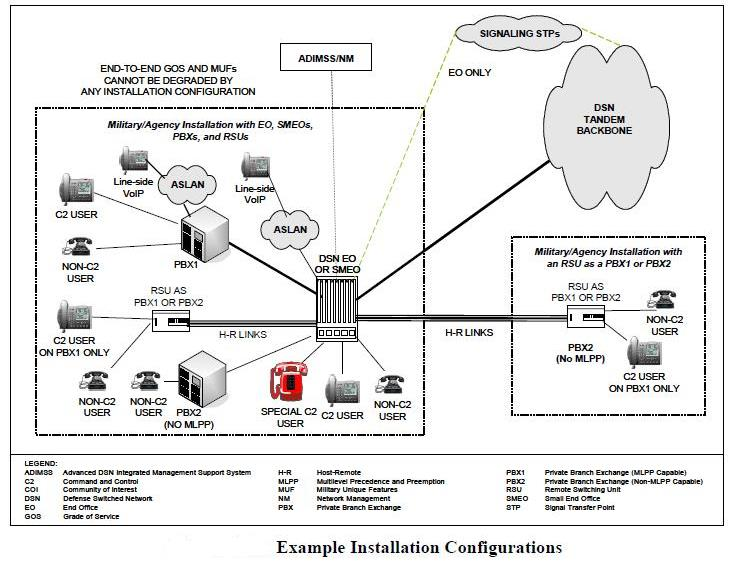 SIGNALING STPs
ADIMSS/NM
EO ONLY
END-TO-END GOS AND MUFs
CANNOT BE DEGRADED BY
ANY INSTALLATION CONFIGURATION
DSN
TANDEM
BACKBONE
Military/Agency Installation with EO, SMEOs,
PBXs, and RSUs
Line-side
VoIP
ASLAN
Line-side
VoIP
C2 USER
ASLAN
NON-C2
USER
PBX1
DSN EO
OR SMEO
Military/Agency Installation with
an RSU as a PBX1 or PBX2
RSU AS
PBX1 OR PBX2
RSU AS
PBX1 OR PBX2
C2 USER
ON PBX1 ONLY
H-R LINKS
H-R LINKS
NON-C2
USER
PBX2
(No MLPP)
C2 USER
ON PBX1 ONLY
NON-C2
USER
NON-C2
USER
PBX2
(NO MLPP)
SPECIAL C2
USER
C2 USER
NON-C2
USER
LEGEND:
ADIMSS Advanced DSN Integrated Management Support System
C2 Command and Control
COI Community of Interest
DSN Defense Switched Network
EO End Office
GOS Grade of Service
H-R Host-Remote
MLPP Multilevel Precedence and Preemption
MUF Military Unique Features
NM Network Management
PBX Private Branch Exchange
PBX1 Private Branch Exchange (MLPP Capable)
PBX2 Private Branch Exchange (Non-MLPP Capable)
RSU Remote Switching Unit
SMEO Small End Office
STP Signal Transfer Point
Example Installation Configurations